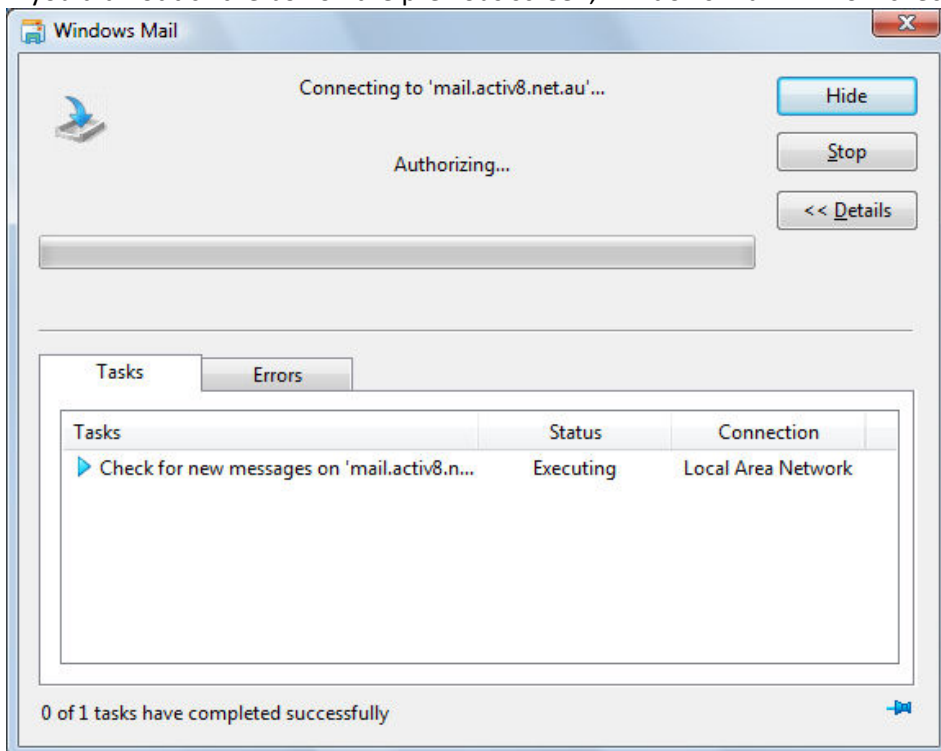 Windows Mail
Connecting to 'mail.activ8.net.au'...
Hide
Authorizing...
Stop
<< Details
Tasks Errors
Tasks Status Connection
Check for new messages on 'mail.activ8.n... Executing Local Area Network
0 of 1 tasks have completed successfully